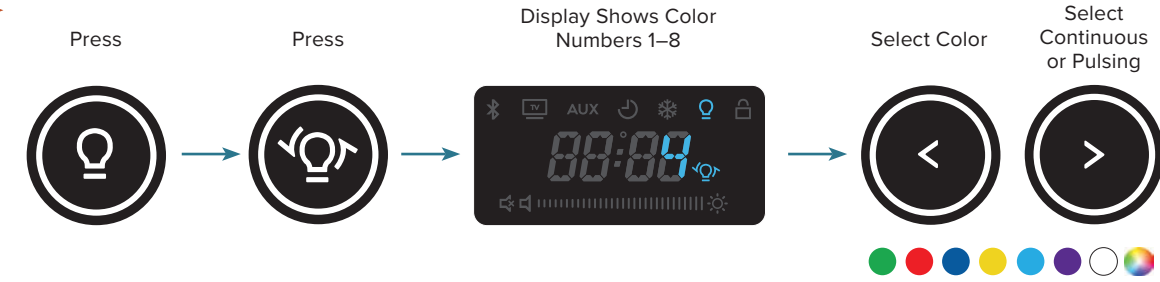 Press
Press
Display Shows Color
Numbers 1–8
Select Color
Select
Continuous
or Pulsing
TV
AUX
88:84
<
>